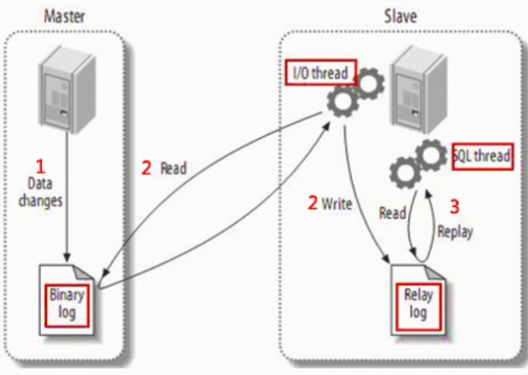 Master
Slave
I/O thread
SQL thread
1
Data
changes
2 Read
2 Write
Read
3
Replay
Binary
log
Relay
log